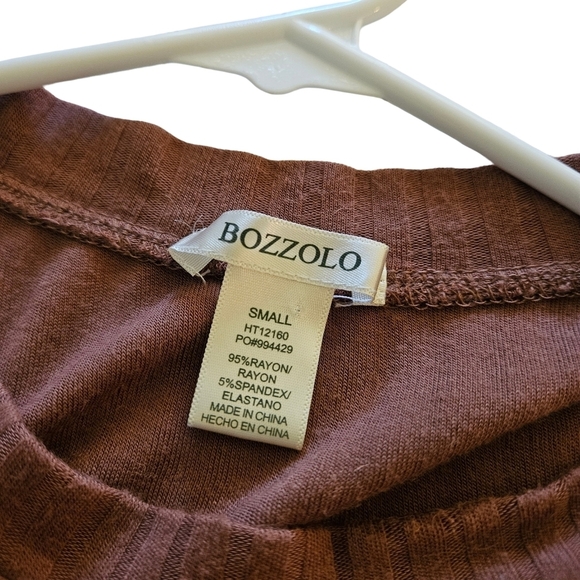 BOZZOLO
SMALL
HT12160
PO#994429
95%RAYON/
RAYON
5%SPANDEX/
ELASTANO
MADE IN CHINA
HECHO EN CHINA